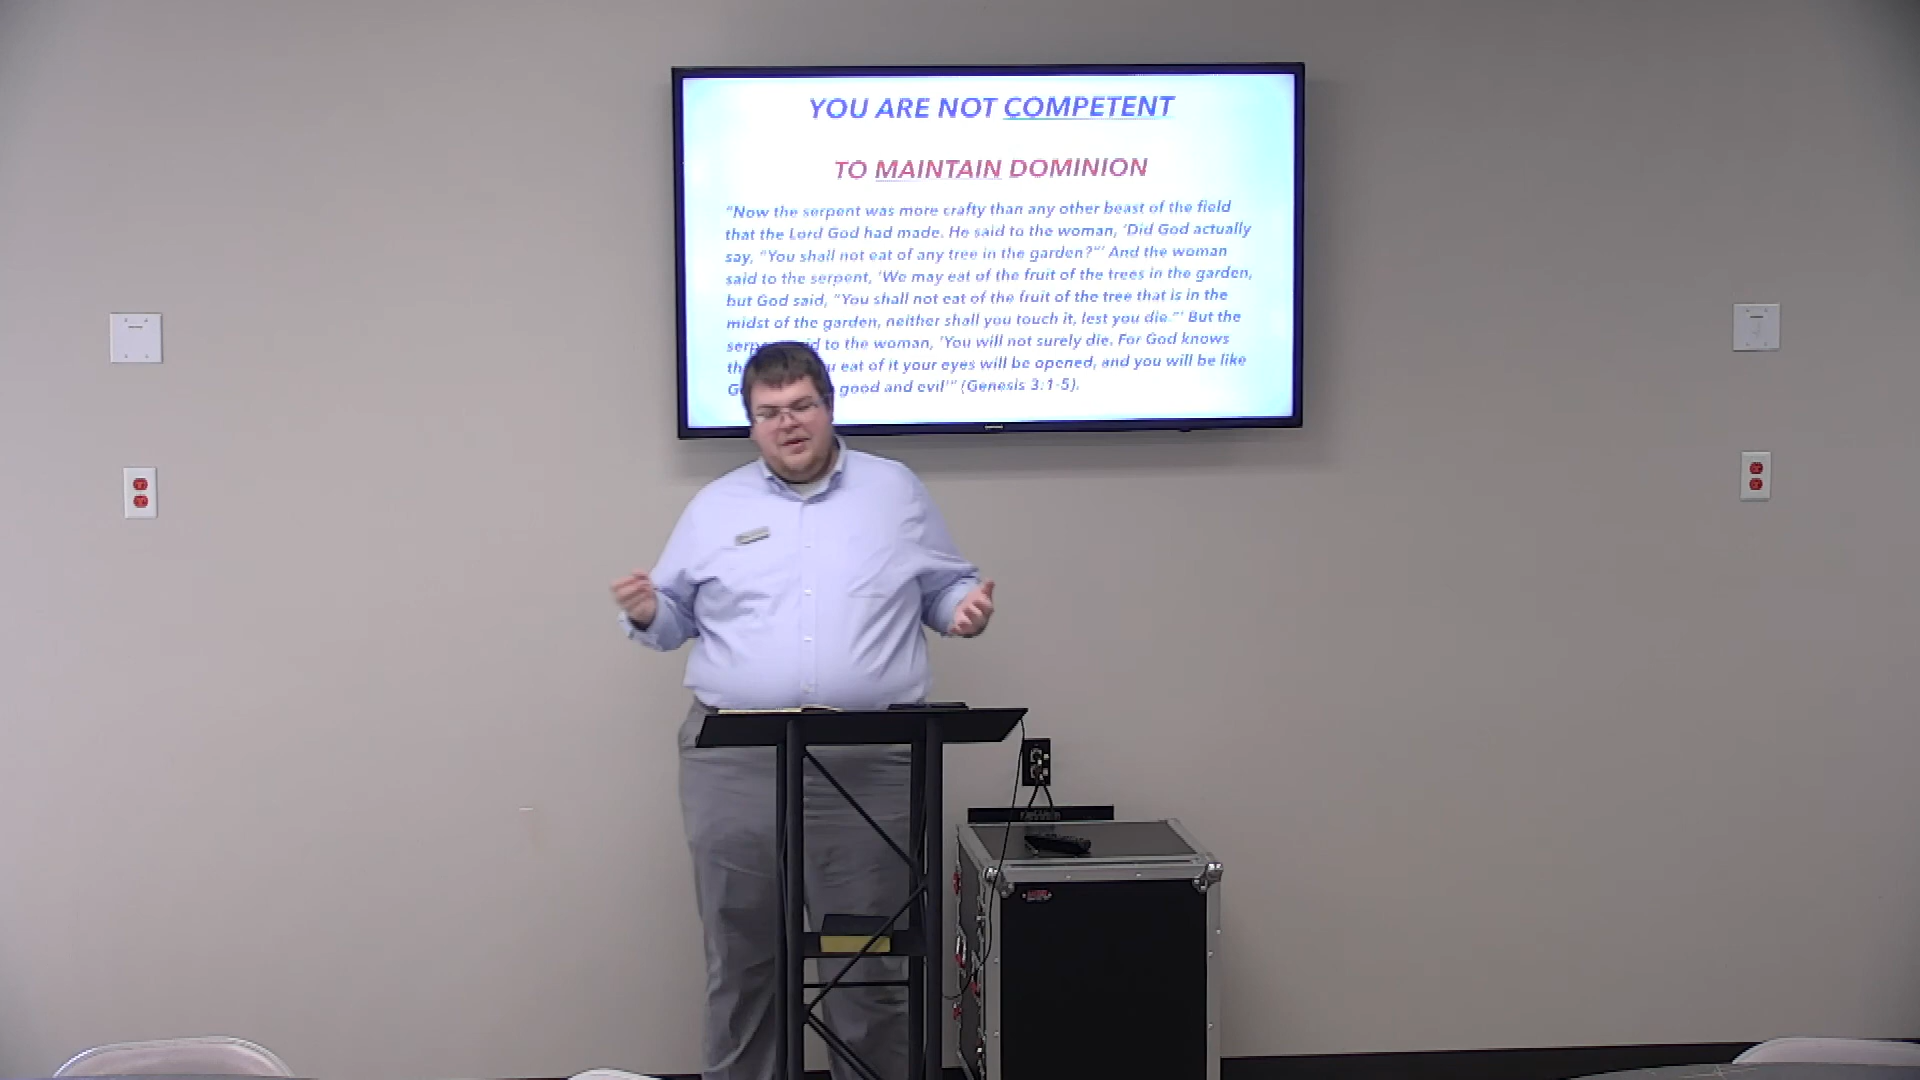 YOU ARE NOT COMPETENT
TO MAINTAIN DOMINION
"Now the serpent was more crafty than any other beast of the field
that the Lord God had made. He said to the woman, 'Did God actually
say, "You shall not eat of any tree in the garden?"' And the woman
said to the serpent, 'We may eat of the fruit of the trees in the garden,
but God said, "You shall not eat of the fruit of the tree that is in the
midst of the garden, neither shall you touch it, lest you die."' But the
to the woman, 'You will not surely die. For God knows
eat of it your eyes will be opened, and you will be like
good and evil'" (Genesis 3:1-5).